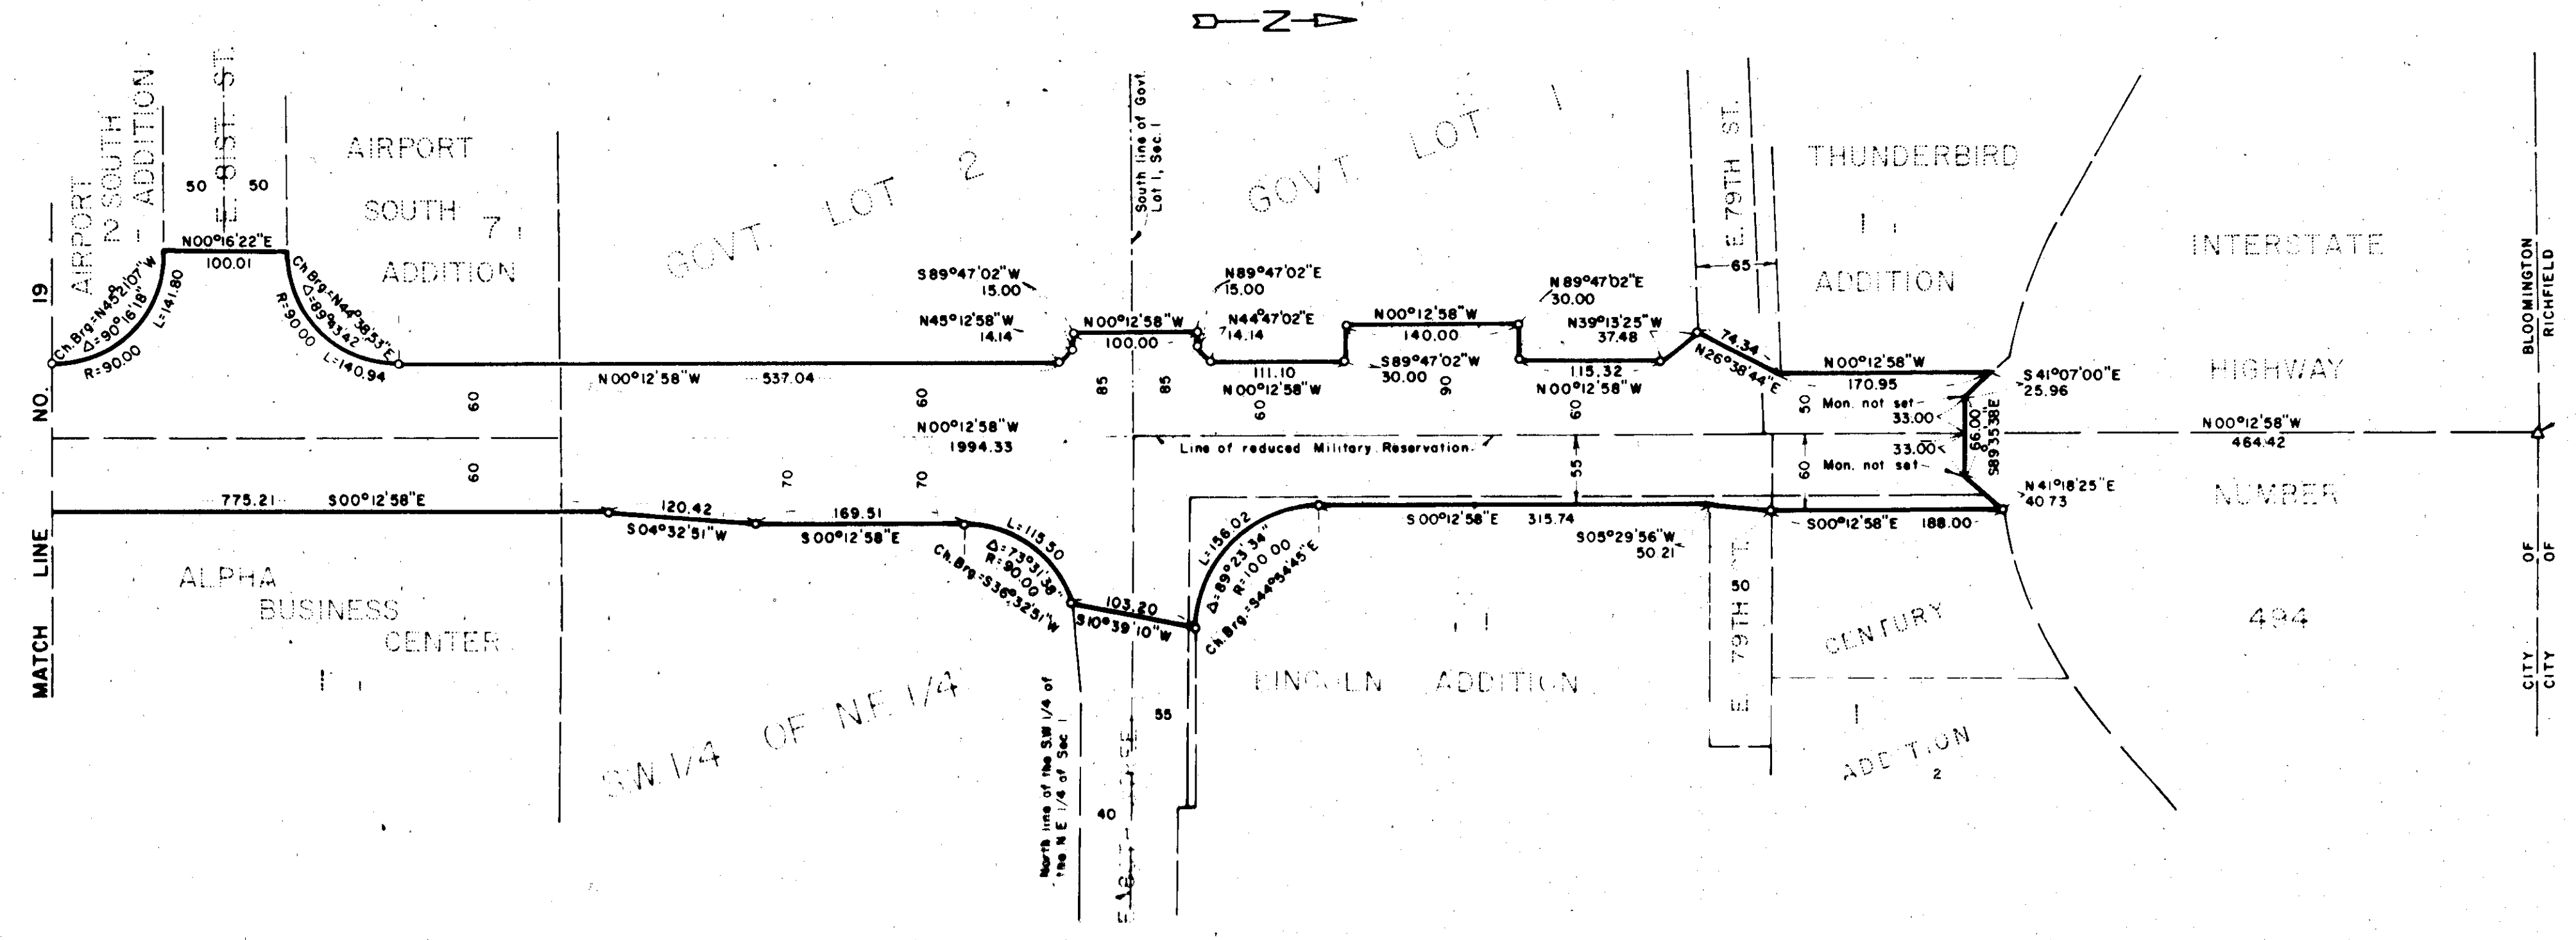 N
AIRPORT
2 SOUTH
1 ADDITION
E. 81ST. ST.
50 50
AIRPORT
SOUTH 7 1
ADDITION
GOVT. LOT 2
South line of Govt.
Lot 1, Sec. 1
GOVT. LOT 1
E. 79TH ST.
65
THUNDERBIRD
1 1
ADDITION
INTERSTATE
HIGHWAY
NUMBER
494
BLOOMINGTON
RICHFIELD
CITY OF
CITY OF
MATCH LINE NO. 19
Ch.Brg.=N45°21'07"W
Δ=90°16'18"
R=90.00
L=141.80
N00°16'22"E
100.01
Ch.Brg.=N44°38'53"E
Δ=89°43'42"
R=90.00
L=140.94
N00°12'58"W 537.04
S89°47'02"W
15.00
N45°12'58"W
14.14
N00°12'58"W
100.00
N89°47'02"E
15.00
N44°47'02"E
14.14
111.10
N00°12'58"W
N00°12'58"W
140.00
S89°47'02"W
30.00
N89°47'02"E
30.00
N39°13'25"W
37.48
115.32
N00°12'58"W
74.34
N26°38'44"E
N00°12'58"W
170.95
S41°07'00"E
25.96
Mon. not set
33.00
66.00
S89°35'38"E
33.00
Mon. not set
N41°18'25"E
40.73
N00°12'58"W
464.42
60
60
85
85
60
90
60
50
N00°12'58"W
1994.33
Line of reduced Military Reservation.
60
70
70
55
60
775.21 S00°12'58"E
120.42
S04°32'51"W
169.51
S00°12'58"E
L=115.50
Δ=73°31'38"
R=90.00
Ch.Brg.=S36°32'51"W
103.20
S10°39'10"W
L=156.02
Δ=89°23'34"
R=100.00
Ch.Brg.=S44°54'45"E
S00°12'58"E 315.74
S05°29'56"W
50.21
S00°12'58"E 188.00
ALPHA
BUSINESS
CENTER
1 1
S.W. 1/4 OF N.E. 1/4
North line of the S.W. 1/4 of
the N.E. 1/4 of Sec. 1
55
40
1 1
LINCOLN ADDITION
50
E. 79TH ST.
CENTURY
1
ADDITION
2